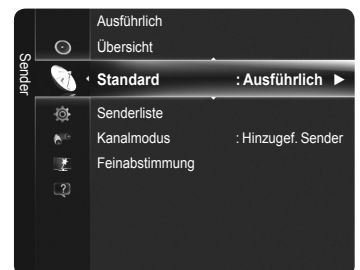 Sender
Ausführlich
Übersicht
Standard : Ausführlich ►
Senderliste
Kanalmodus : Hinzugef. Sender
Feinabstimmung